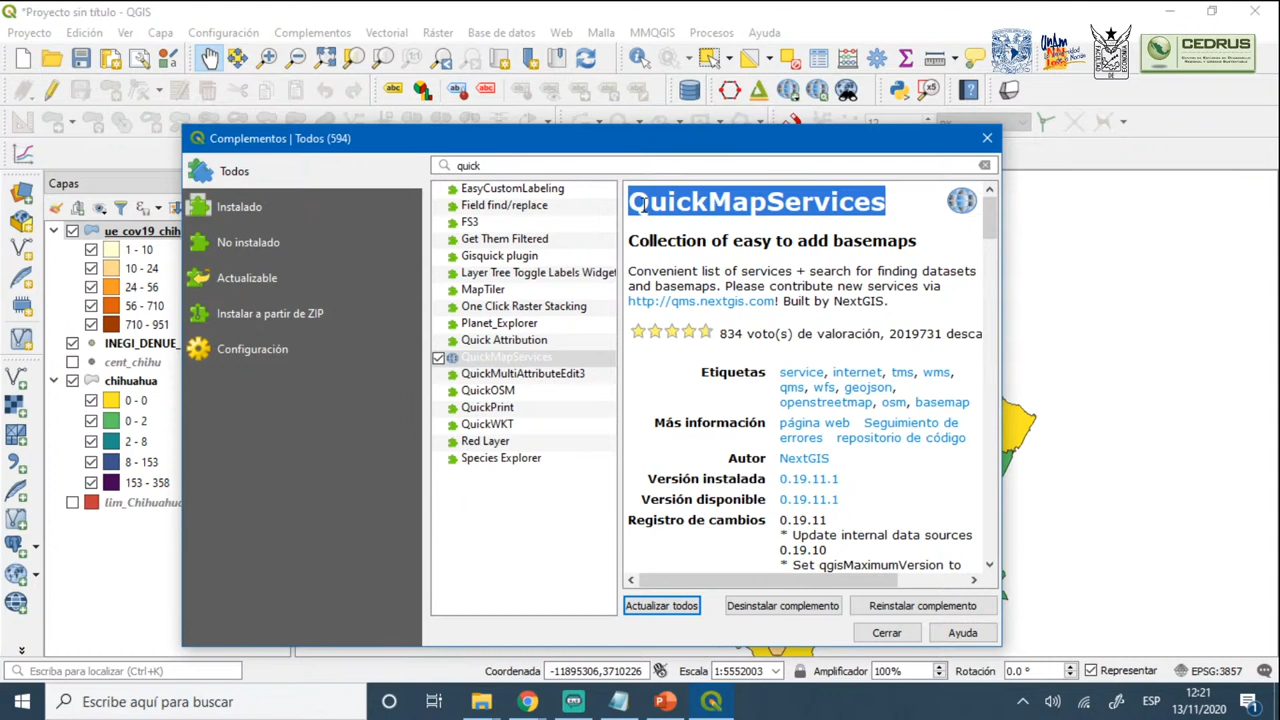 *Proyecto sin título - QGIS
Proyecto Edición Ver Capa Configuración Complementos Vectorial Ráster Base de datos Web Malla MMQGIS Procesos Ayuda
CEDRUS
Complementos | Todos (594)
Capas
ue_cov19_chih
1 - 10
10 - 24
24 - 56
56 - 710
710 - 951
INEGI_DENUE_
cent_chihu
chihuahua
0 - 0
0 - 2
2 - 8
8 - 153
153 - 358
lim_Chihuahua
Todos
Instalado
No instalado
Actualizable
Instalar a partir de ZIP
Configuración
quick
EasyCustomLabeling
Field find/replace
FS3
Get Them Filtered
Gisquick plugin
Layer Tree Toggle Labels Widget
MapTiler
One Click Raster Stacking
Planet_Explorer
Quick Attribution
QuickMapServices
QuickMultiAttributeEdit3
QuickOSM
QuickPrint
QuickWKT
Red Layer
Species Explorer
QuickMapServices
Collection of easy to add basemaps
Convenient list of services + search for finding datasets
and basemaps. Please contribute new services via
http://qms.nextgis.com! Built by NextGIS.
834 voto(s) de valoración, 2019731 desca
Etiquetas service, internet, tms, wms,
qms, wfs, geojson,
openstreetmap, osm, basemap
Más información página web Seguimiento de
errores repositorio de código
Autor NextGIS
Versión instalada 0.19.11.1
Versión disponible 0.19.11.1
Registro de cambios 0.19.11
* Update internal data sources
0.19.10
* Set qgisMaximumVersion to
Actualizar todos Desinstalar complemento Reinstalar complemento
Cerrar Ayuda
Escriba para localizar (Ctrl+K) Coordenada -11895306,3710226 Escala 1:5552003 Amplificador 100% Rotación 0.0 ° Representar EPSG:3857
Escribe aquí para buscar
ESP
12:21
13/11/2020